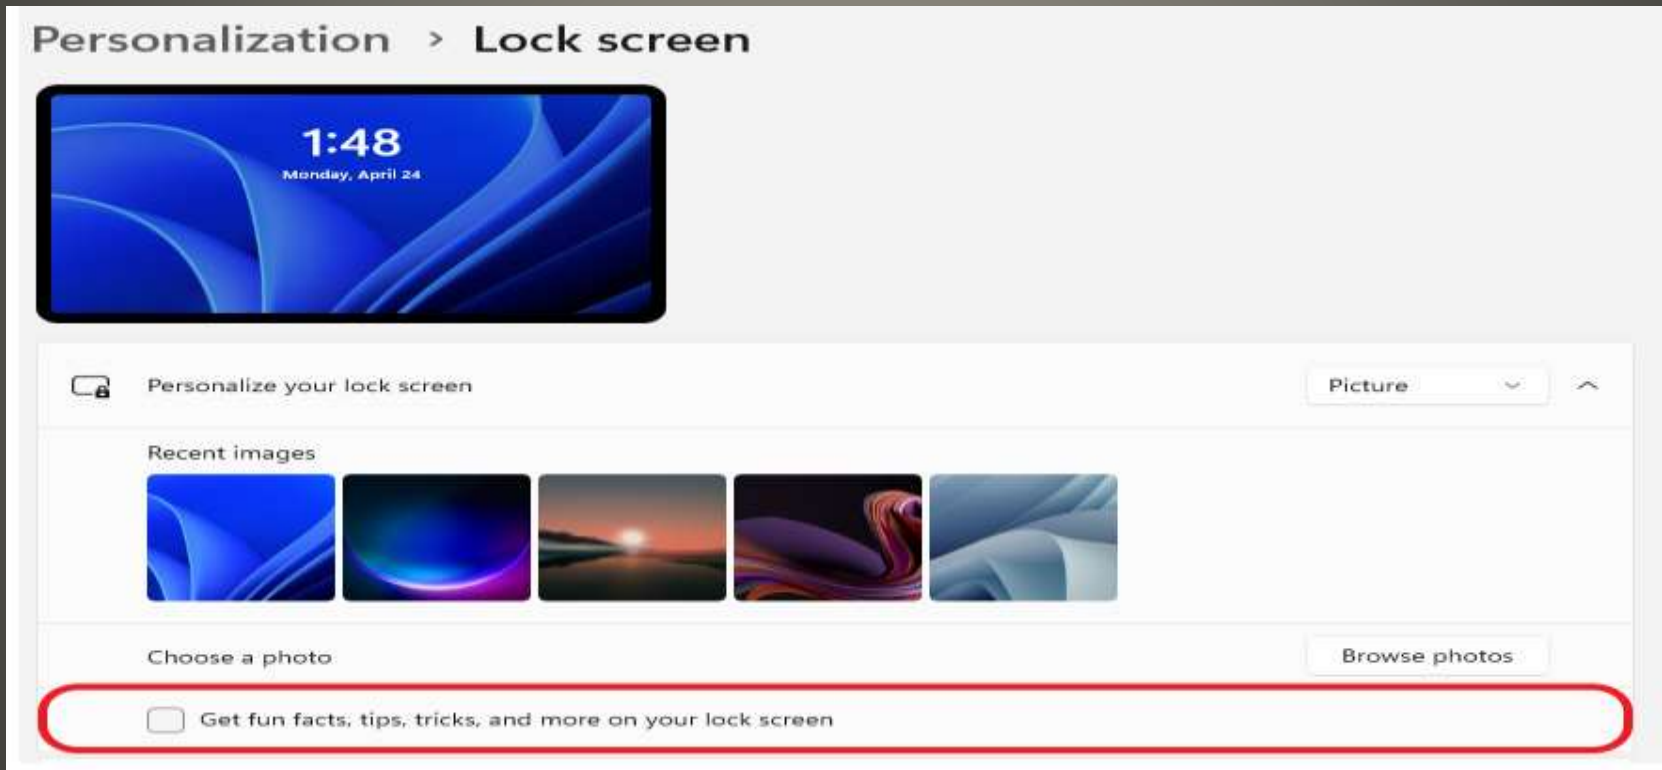 Personalization > Lock screen
1:48
Monday, April 24
Personalize your lock screen
Picture
Recent images
Choose a photo
Browse photos
Get fun facts, tips, tricks, and more on your lock screen